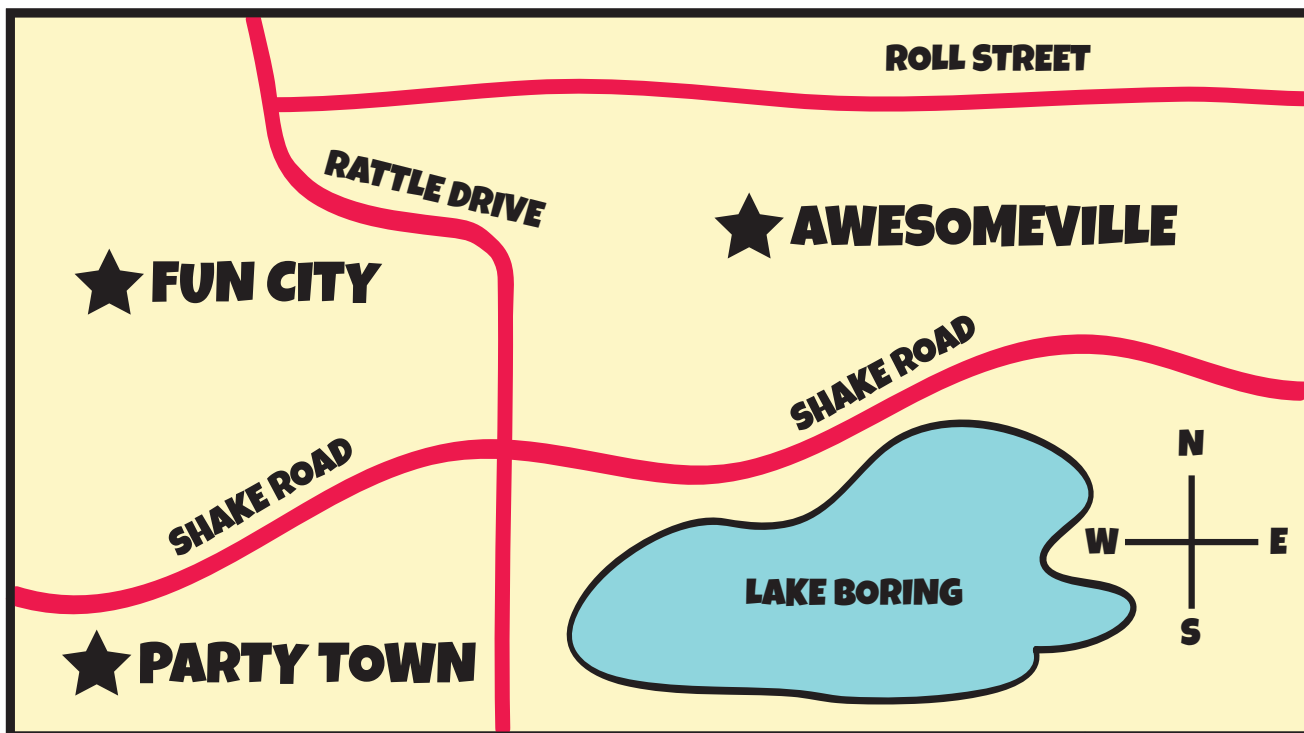 ROLL STREET
RATTLE DRIVE
AWESOMEVILLE
FUN CITY
SHAKE ROAD
SHAKE ROAD
N
W E
S
LAKE BORING
PARTY TOWN